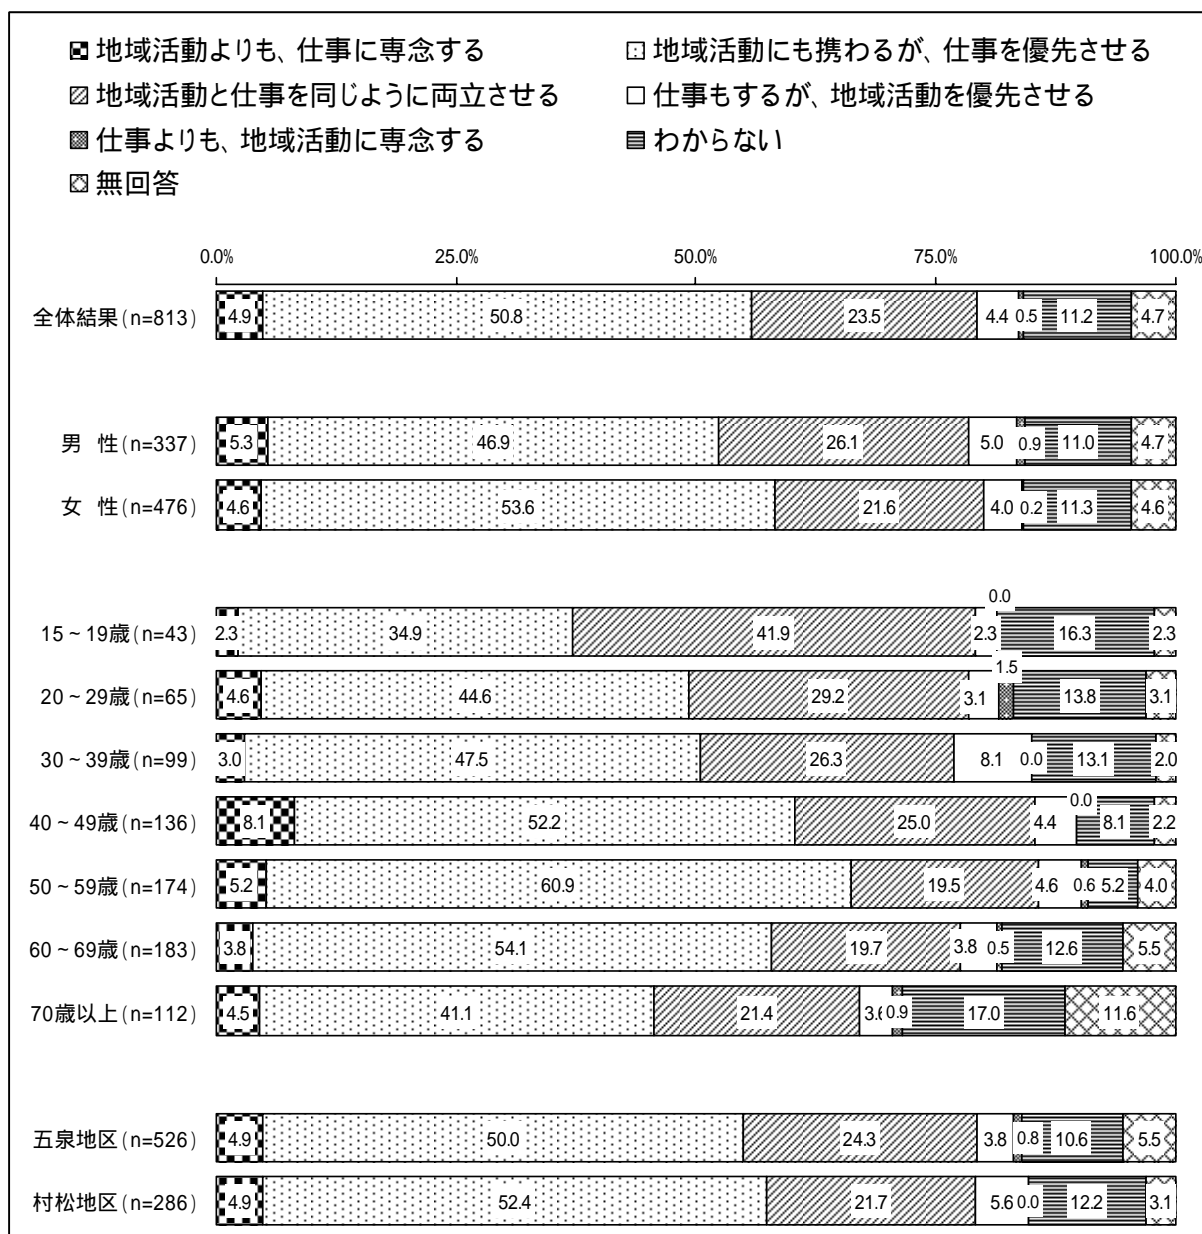 地域活動よりも、仕事に専念する 地域活動にも携わるが、仕事を優先させる
地域活動と仕事を同じように両立させる 仕事もするが、地域活動を優先させる
仕事よりも、地域活動に専念する わからない
無回答
0.0% 25.0% 50.0% 75.0% 100.0%
全体結果(n=813) 4.9 50.8 23.5 4.4 0.5 11.2 4.7
男 性(n=337) 5.3 46.9 26.1 5.0 0.9 11.0 4.7
女 性(n=476) 4.6 53.6 21.6 4.0 0.2 11.3 4.6
15~19歳(n=43) 2.3 34.9 41.9 2.3 0.0 16.3 2.3
20~29歳(n=65) 4.6 44.6 29.2 3.1 1.5 13.8 3.1
30~39歳(n=99) 3.0 47.5 26.3 8.1 0.0 13.1 2.0
40~49歳(n=136) 8.1 52.2 25.0 4.4 0.0 8.1 2.2
50~59歳(n=174) 5.2 60.9 19.5 4.6 0.6 5.2 4.0
60~69歳(n=183) 3.8 54.1 19.7 3.8 0.5 12.6 5.5
70歳以上(n=112) 4.5 41.1 21.4 3.6 0.9 17.0 11.6
五泉地区(n=526) 4.9 50.0 24.3 3.8 0.8 10.6 5.5
村松地区(n=286) 4.9 52.4 21.7 5.6 0.0 12.2 3.1